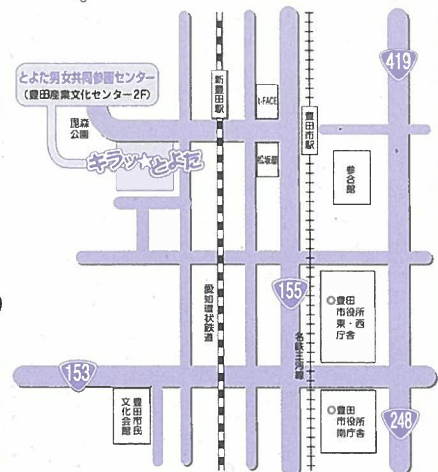 419
とよた男女共同参画センター
(豊田産業文化センター2F)
新豊田駅
t-FACE
豊田市駅
毘森
公園
キラッ☆とよた
松坂屋
参合館
愛知環状鉄道
155
名鉄三河線
◎豊田
市役所
東・西
庁舎
153
豊田市民
文化会館
◎豊田
市役所
南庁舎
248